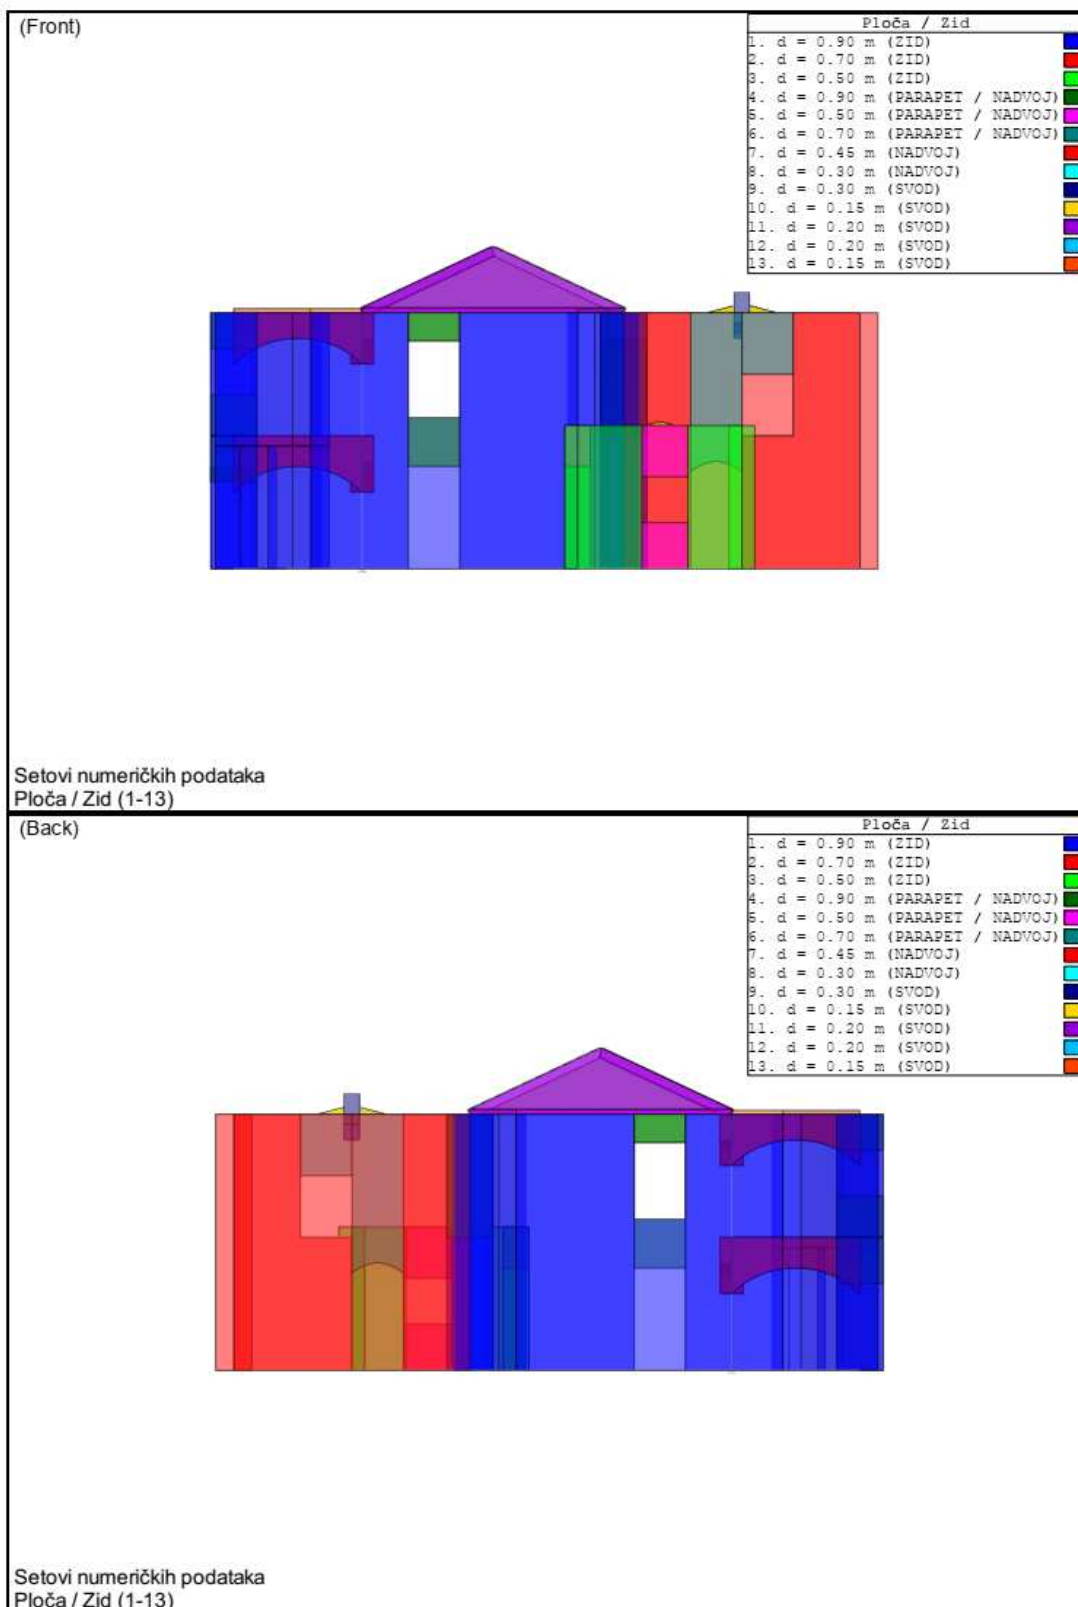 (Front)
Ploča / Zid
1. d = 0.90 m (ZID)
2. d = 0.70 m (ZID)
3. d = 0.50 m (ZID)
4. d = 0.90 m (PARAPET / NADVOJ)
5. d = 0.50 m (PARAPET / NADVOJ)
6. d = 0.70 m (PARAPET / NADVOJ)
7. d = 0.45 m (NADVOJ)
8. d = 0.30 m (NADVOJ)
9. d = 0.30 m (SVOD)
10. d = 0.15 m (SVOD)
11. d = 0.20 m (SVOD)
12. d = 0.20 m (SVOD)
13. d = 0.15 m (SVOD)
Setovi numeričkih podataka
Ploča / Zid (1-13)
(Back)
Ploča / Zid
1. d = 0.90 m (ZID)
2. d = 0.70 m (ZID)
3. d = 0.50 m (ZID)
4. d = 0.90 m (PARAPET / NADVOJ)
5. d = 0.50 m (PARAPET / NADVOJ)
6. d = 0.70 m (PARAPET / NADVOJ)
7. d = 0.45 m (NADVOJ)
8. d = 0.30 m (NADVOJ)
9. d = 0.30 m (SVOD)
10. d = 0.15 m (SVOD)
11. d = 0.20 m (SVOD)
12. d = 0.20 m (SVOD)
13. d = 0.15 m (SVOD)
Setovi numeričkih podataka
Ploča / Zid (1-13)